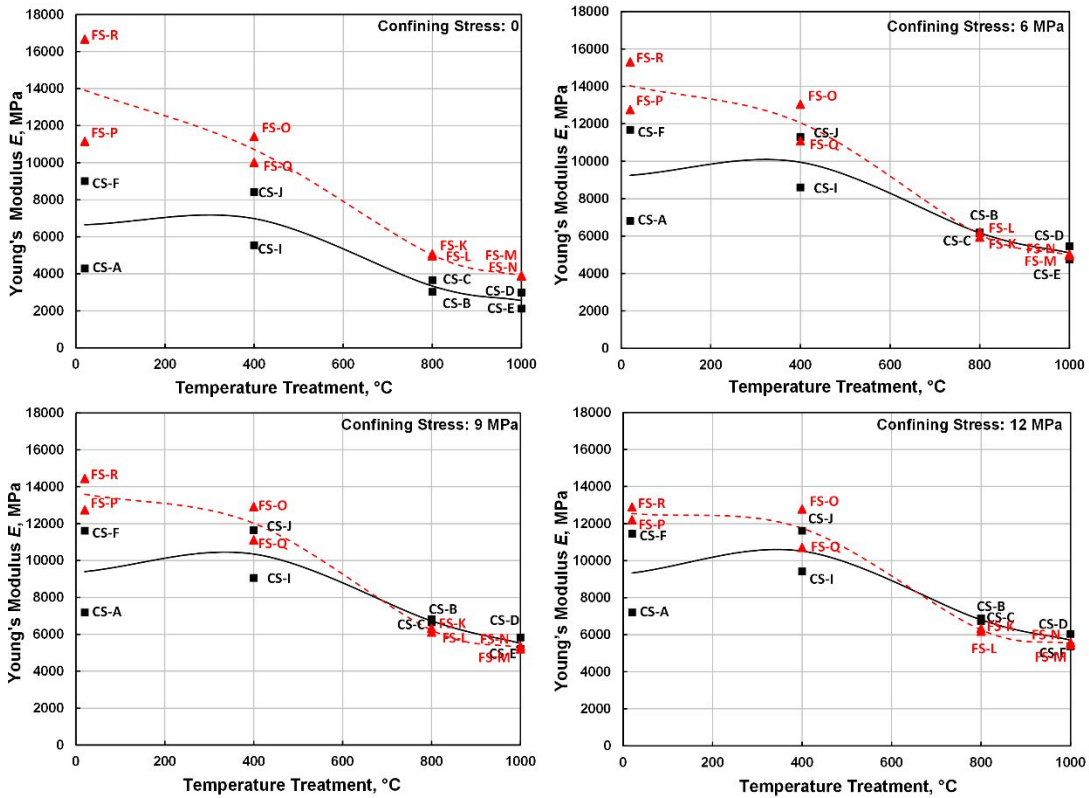 Confining Stress: 0
18000
16000
14000
12000
10000
8000
6000
4000
2000
0
Young's Modulus E, MPa
FS-R
FS-P
CS-F
CS-A
FS-O
FS-Q
CS-J
CS-I
FS-K
FS-L
CS-C
CS-B
FS-M
FS-N
CS-D
CS-E
0 200 400 600 800 1000
Temperature Treatment, °C
Confining Stress: 6 MPa
18000
16000
14000
12000
10000
8000
6000
4000
2000
0
Young's Modulus E, MPa
FS-R
FS-P
CS-F
CS-A
FS-O
CS-J
FS-Q
CS-I
CS-B
FS-L
CS-C
FS-K
CS-D
FS-N
FS-M
CS-E
0 200 400 600 800 1000
Temperature Treatment, °C
Confining Stress: 9 MPa
18000
16000
14000
12000
10000
8000
6000
4000
2000
0
Young's Modulus E, MPa
FS-R
FS-P
CS-F
CS-A
FS-O
CS-J
FS-Q
CS-I
CS-B
CS-C
FS-K
FS-L
CS-D
FS-N
CS-E
FS-M
0 200 400 600 800 1000
Temperature Treatment, °C
Confining Stress: 12 MPa
18000
16000
14000
12000
10000
8000
6000
4000
2000
0
Young's Modulus E, MPa
FS-R
FS-P
CS-F
CS-A
FS-O
CS-J
FS-Q
CS-I
CS-B
CS-C
FS-K
FS-L
CS-D
FS-N
CS-E
FS-M
0 200 400 600 800 1000
Temperature Treatment, °C